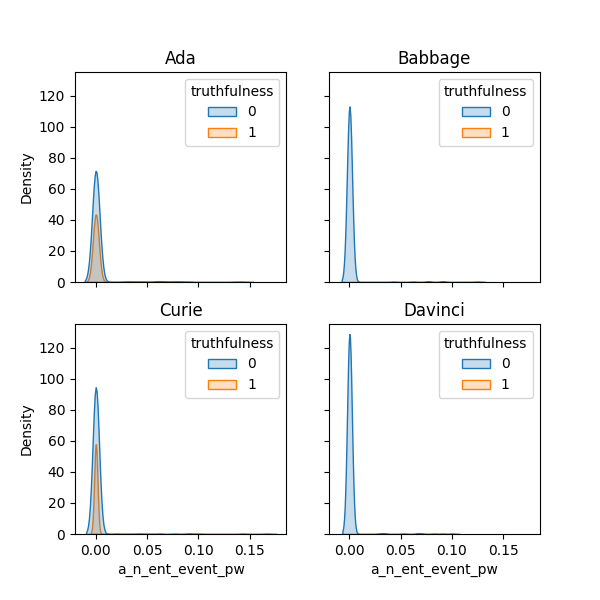 Ada
Babbage
truthfulness
0
1
truthfulness
0
1
Density
120
100
80
60
40
20
0
Curie
Davinci
truthfulness
0
1
truthfulness
0
1
Density
120
100
80
60
40
20
0
0.00 0.05 0.10 0.15
0.00 0.05 0.10 0.15
a_n_ent_event_pw
a_n_ent_event_pw